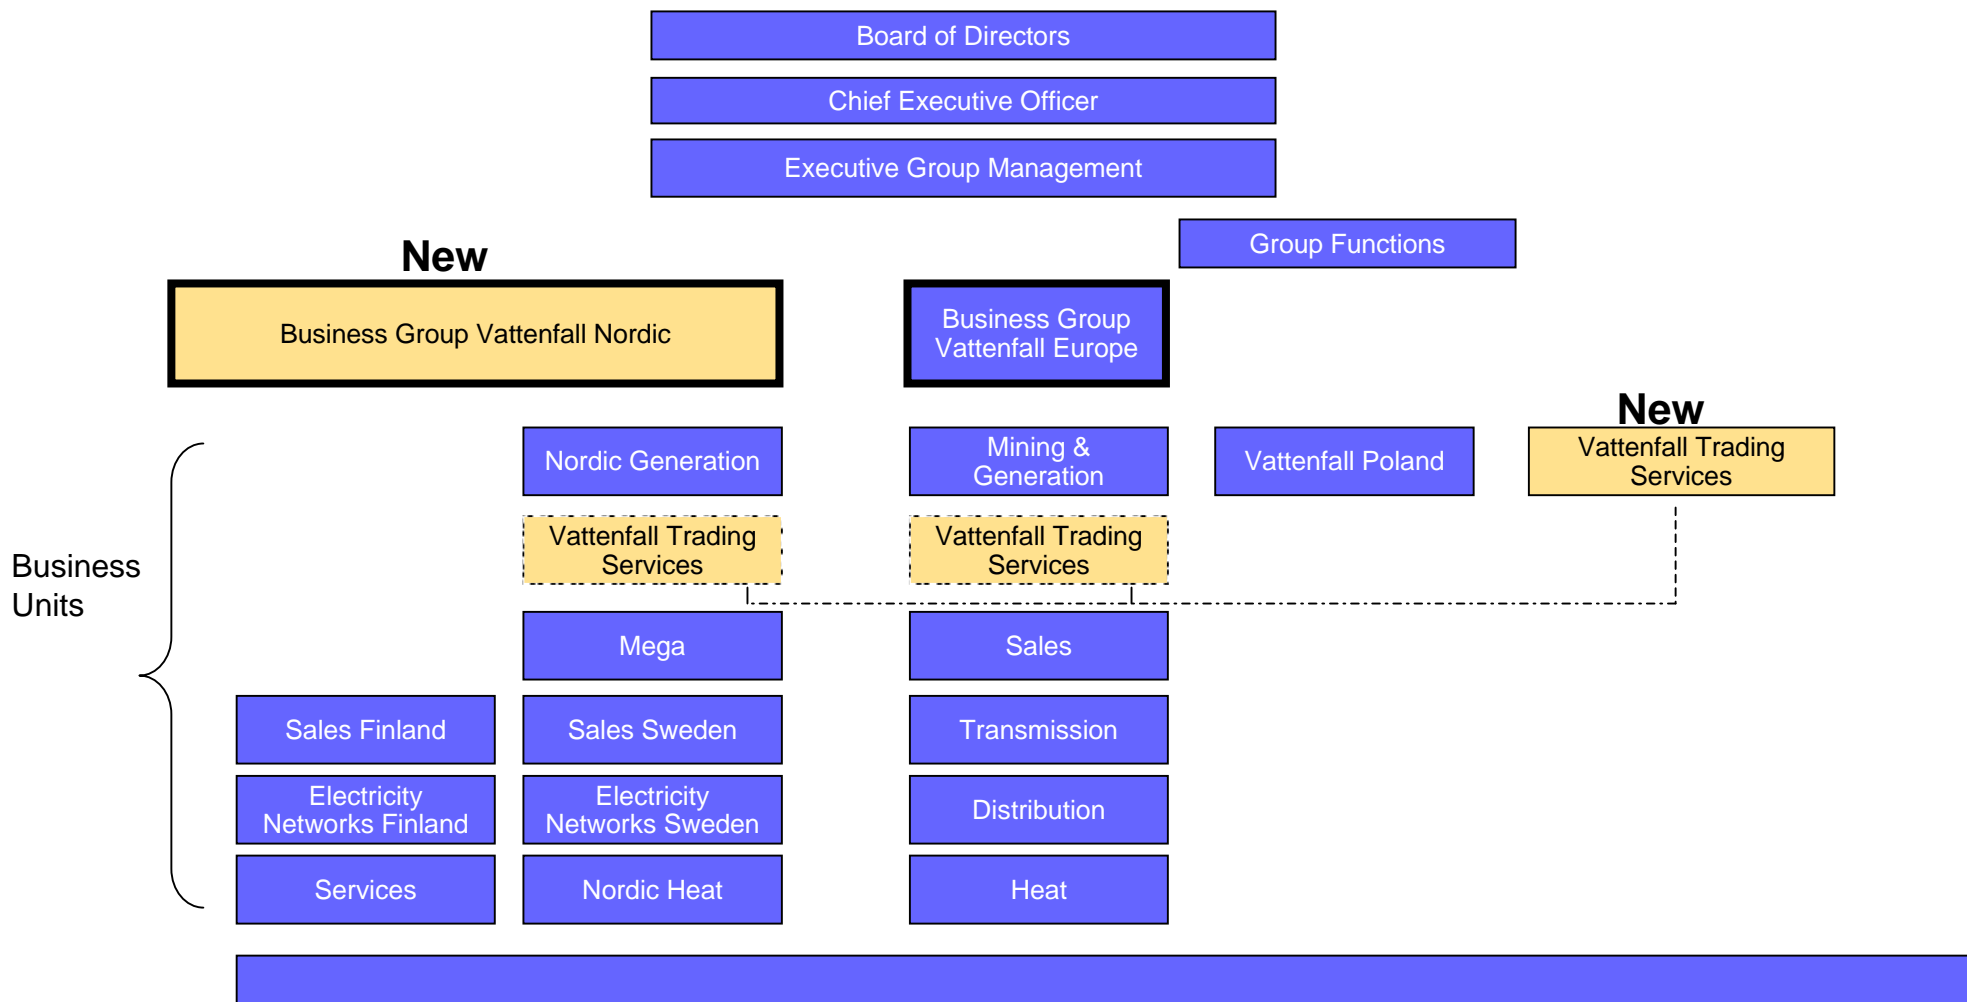 Board of Directors
Chief Executive Officer
Executive Group Management
Group Functions
New
Business Group Vattenfall Nordic
Business Group
Vattenfall Europe
New
Nordic Generation
Mining &
Generation
Vattenfall Poland
Vattenfall Trading
Services
Vattenfall Trading
Services
Vattenfall Trading
Services
Business
Units
Mega
Sales
Sales Finland
Sales Sweden
Transmission
Electricity
Networks Finland
Electricity
Networks Sweden
Distribution
Services
Nordic Heat
Heat